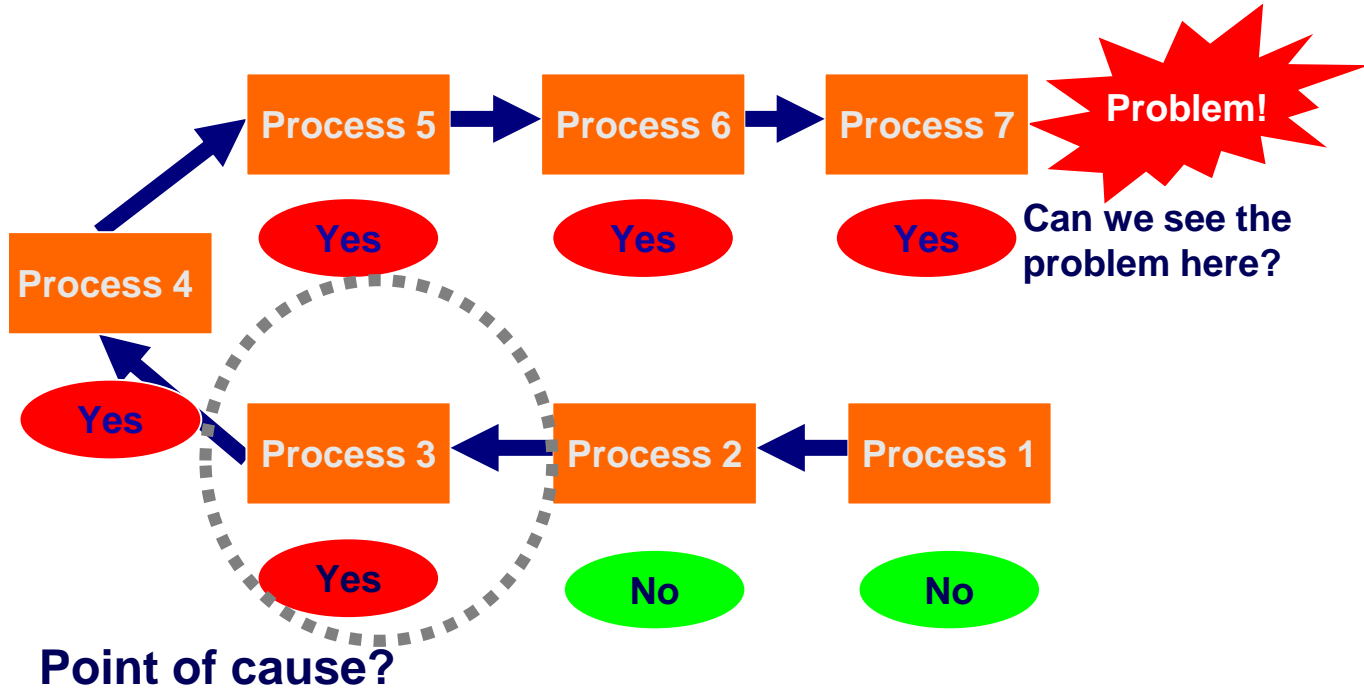 Process 5
Process 6
Process 7
Problem!
Yes
Yes
Yes
Can we see the
problem here?
Process 4
Yes
Process 3
Process 2
Process 1
Yes
No
No
Point of cause?